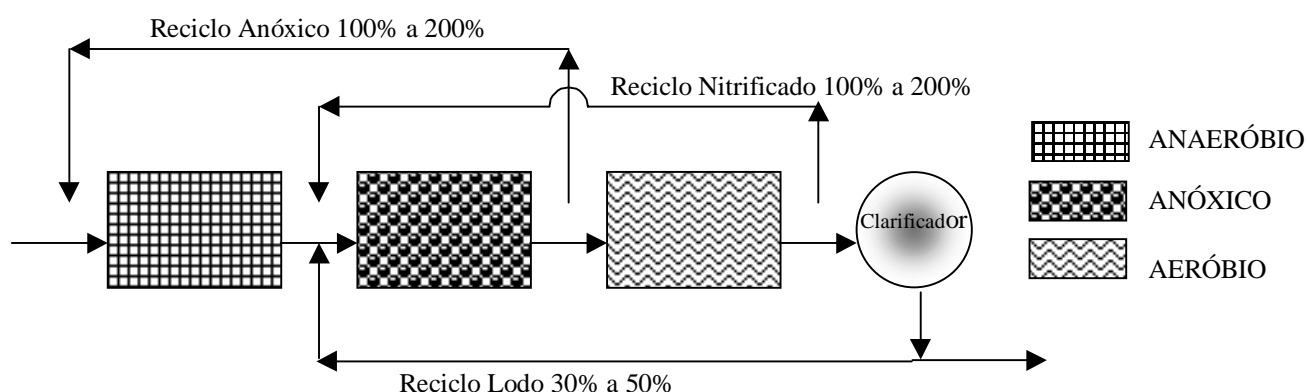 Reciclo Anóxico 100% a 200%
Reciclo Nitrificado 100% a 200%
ANAERÓBIO
ANÓXICO
Clarificador
AERÓBIO
Reciclo Lodo 30% a 50%